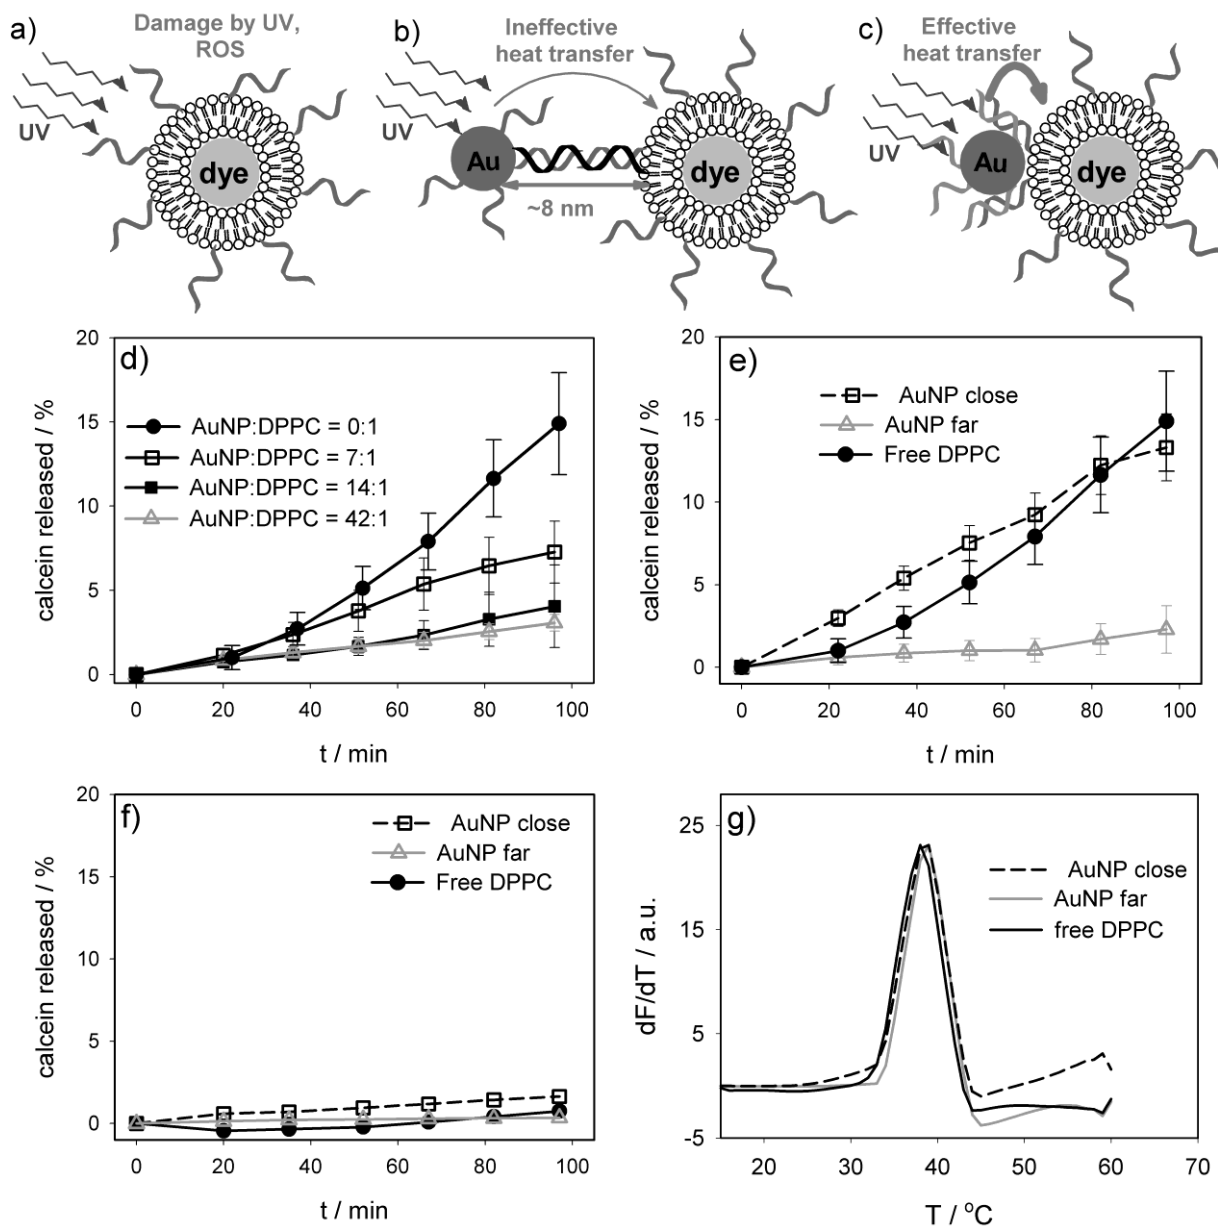 a)
Damage by UV,
ROS
UV
dye
b)
Ineffective
heat transfer
UV
Au
~8 nm
dye
c)
Effective
heat transfer
UV
Au
dye
d)
20
15
10
5
0
calcein released / %
AuNP:DPPC = 0:1
AuNP:DPPC = 7:1
AuNP:DPPC = 14:1
AuNP:DPPC = 42:1
0 20 40 60 80 100
t / min
e)
20
15
10
5
0
calcein released / %
AuNP close
AuNP far
Free DPPC
0 20 40 60 80 100
t / min
f)
20
15
10
5
0
calcein released / %
AuNP close
AuNP far
Free DPPC
0 20 40 60 80 100
t / min
g)
25
15
5
-5
dF/dT / a.u.
AuNP close
AuNP far
free DPPC
20 30 40 50 60 70
T / °C